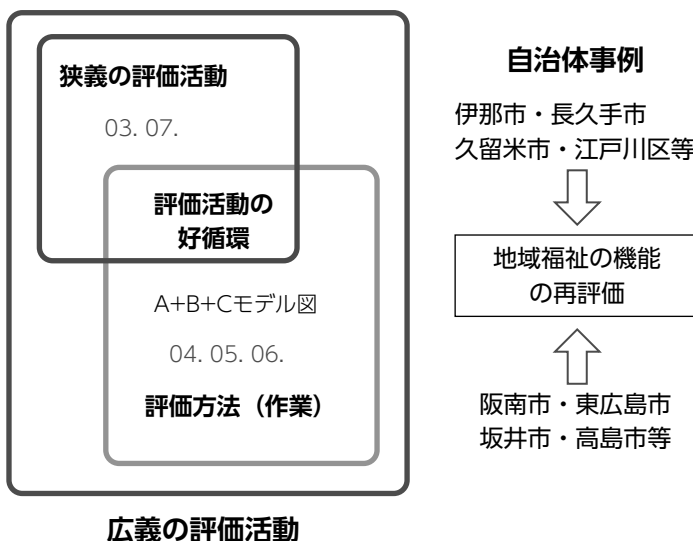 狭義の評価活動
03. 07.
評価活動の
好循環
A+B+Cモデル図
04. 05. 06.
評価方法（作業）
広義の評価活動
自治体事例
伊那市・長久手市
久留米市・江戸川区等
地域福祉の機能
の再評価
阪南市・東広島市
坂井市・高島市等